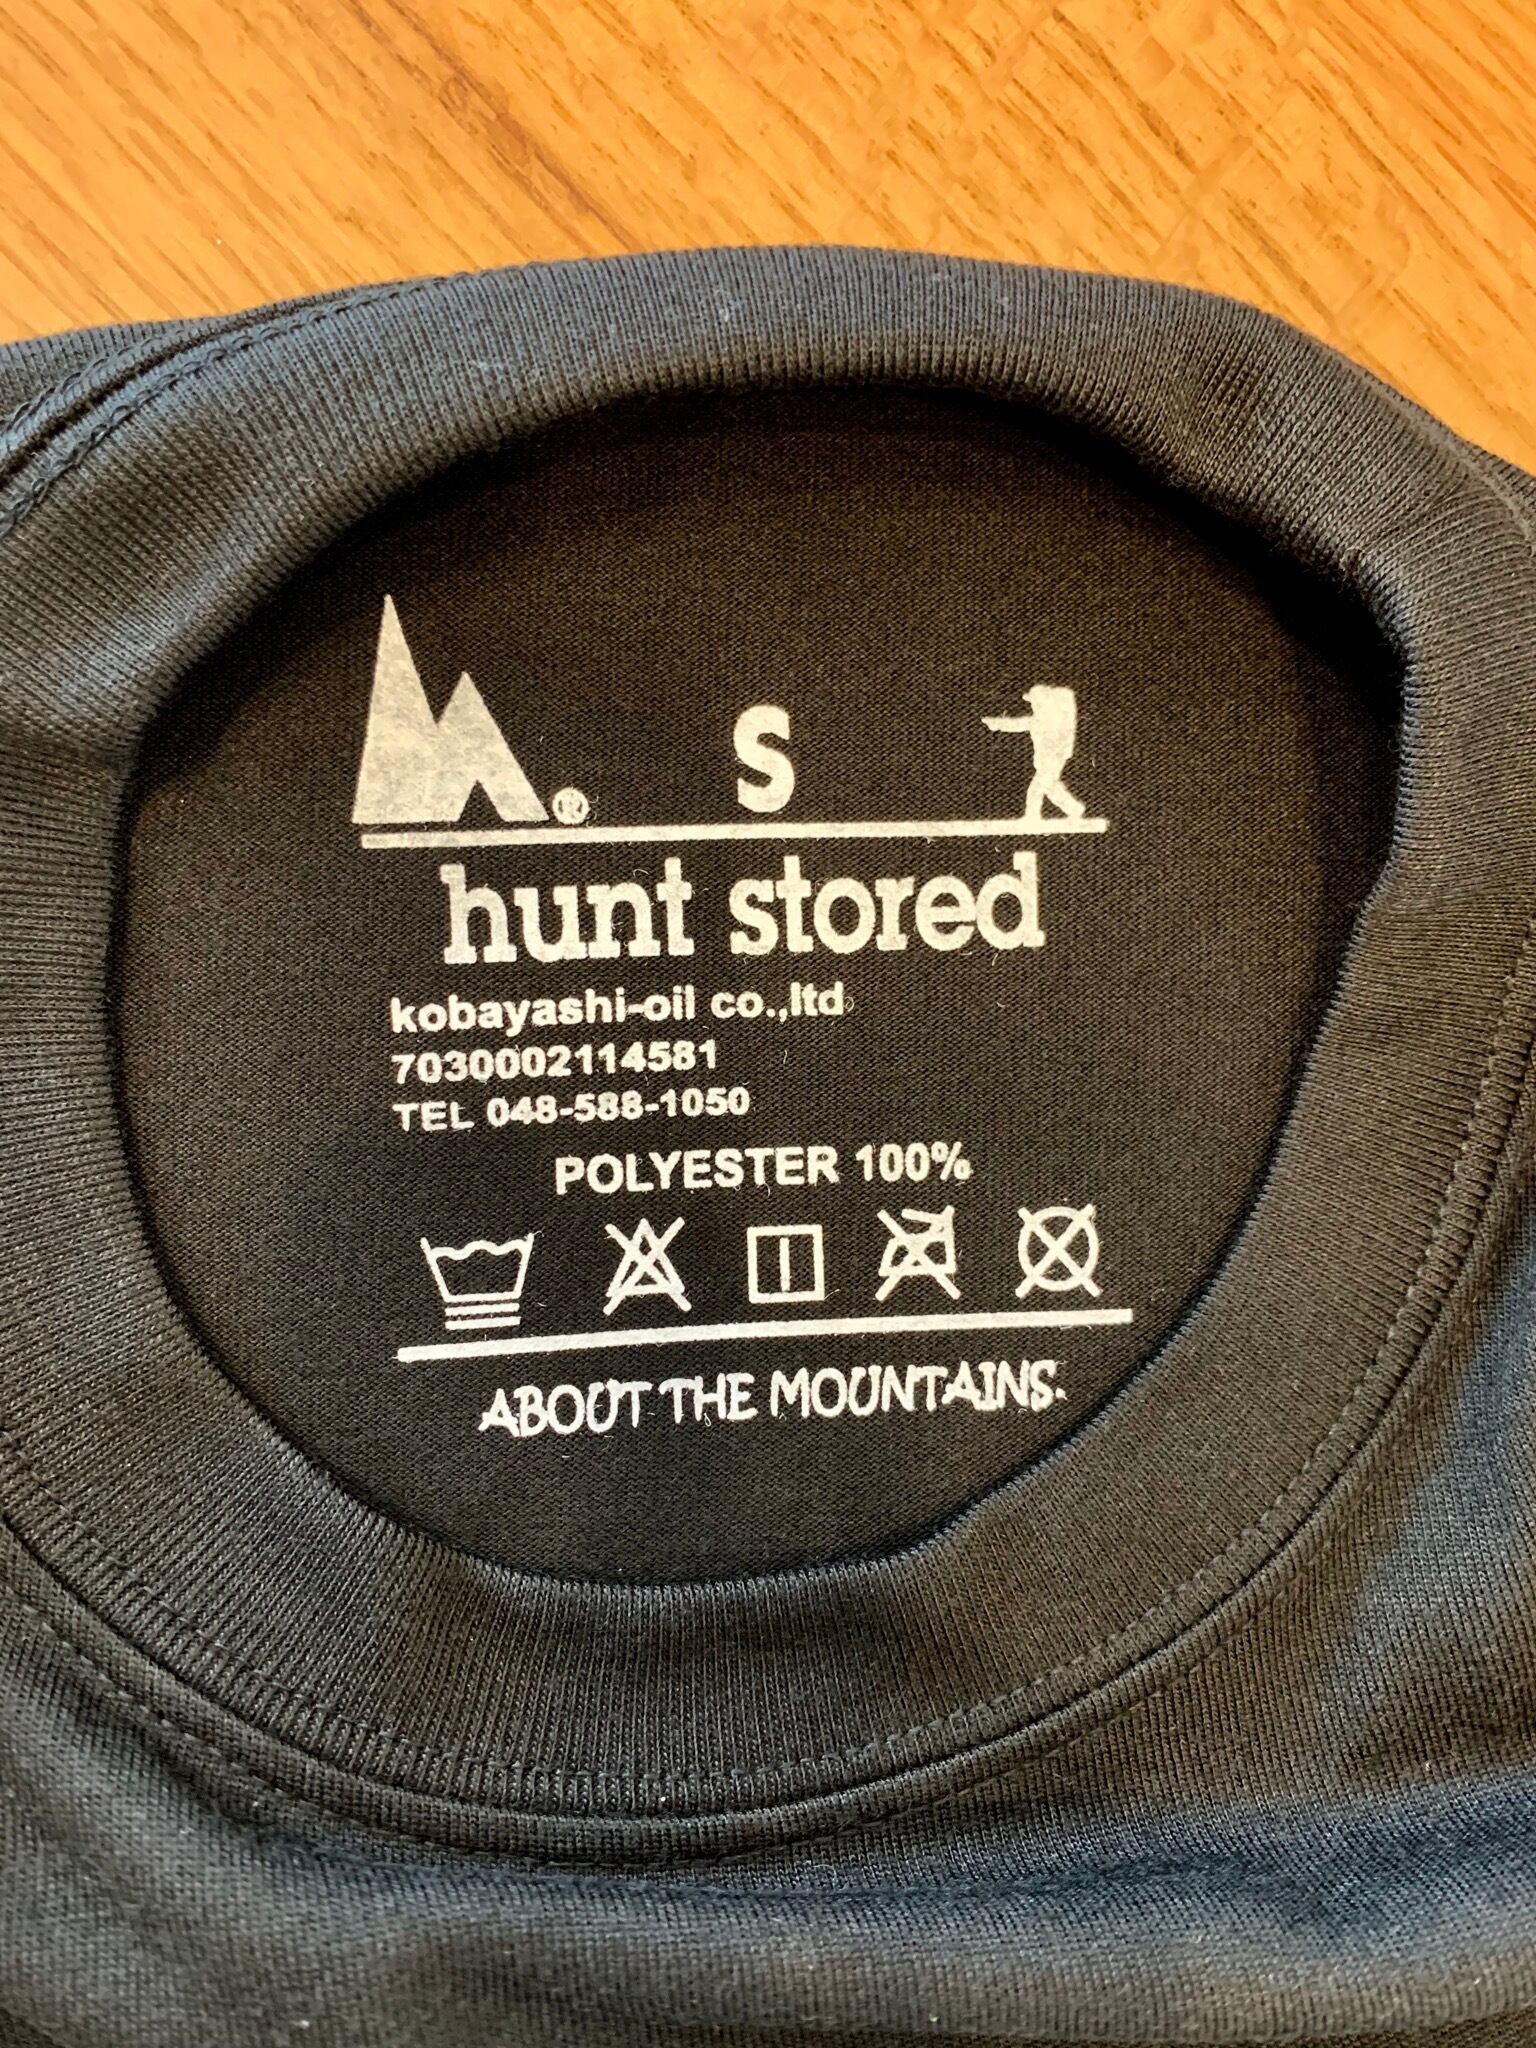 ®
S
hunt stored
kobayashi-oil co.,ltd
7030002114581
TEL 048-588-1050
POLYESTER 100%
ABOUT THE MOUNTAINS.